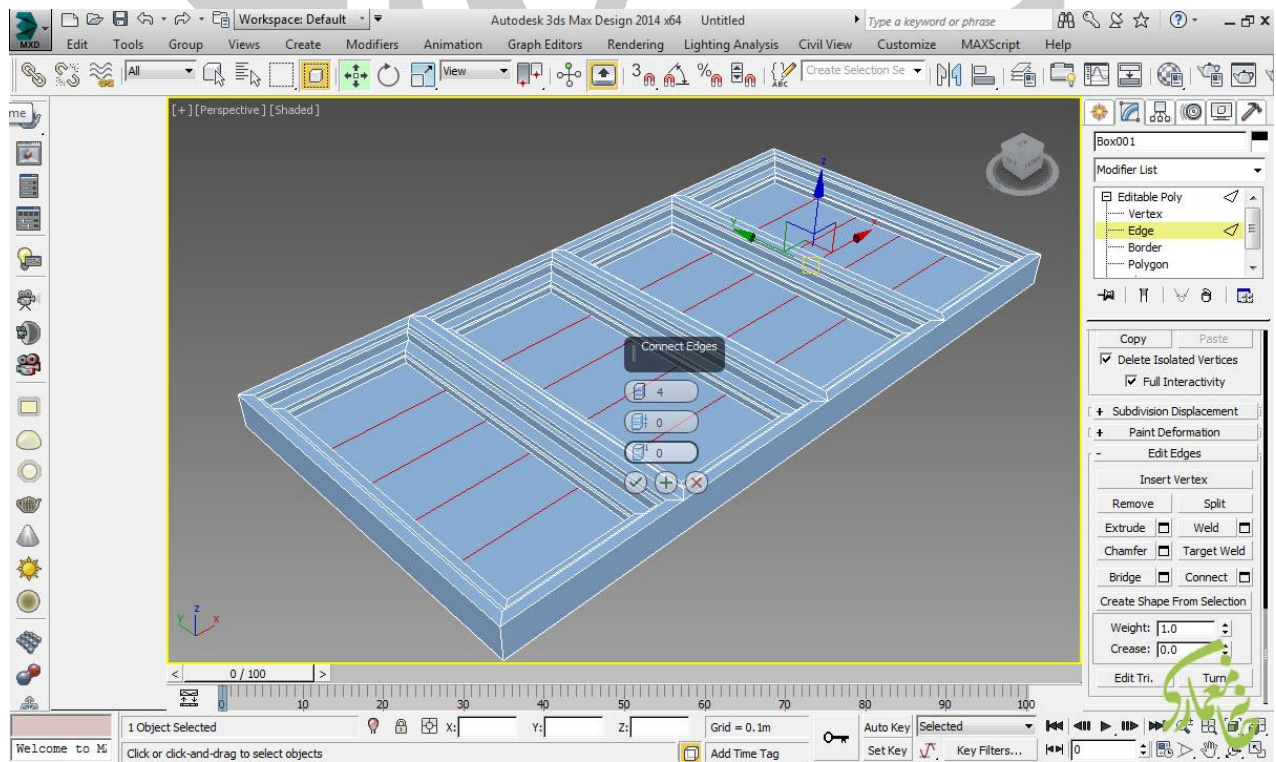 Workspace: Default
Autodesk 3ds Max Design 2014 x64 Untitled
Type a keyword or phrase
MXD
Edit Tools Group Views Create Modifiers Animation Graph Editors Rendering Lighting Analysis Civil View Customize MAXScript Help
All
View
3
%
ABC
Create Selection Se
me
[+] [Perspective] [Shaded]
z
x
Box001
Modifier List
Editable Poly
Vertex
Edge
Border
Polygon
Connect Edges
4
0
0
Copy Paste
Delete Isolated Vertices
Full Interactivity
+ Subdivision Displacement
+ Paint Deformation
- Edit Edges
Insert Vertex
Remove Split
Extrude Weld
Chamfer Target Weld
Bridge Connect
Create Shape From Selection
Weight: 1.0
Crease: 0.0
Edit Tri. Turn
z
y x
< 0 / 100 >
0 10 20 30 40 50 60 70 80 90 100
1 Object Selected
X: Y: Z:
Grid = 0.1m
Auto Key Selected
Welcome to M
Click or click-and-drag to select objects
Add Time Tag
Set Key Key Filters...
0